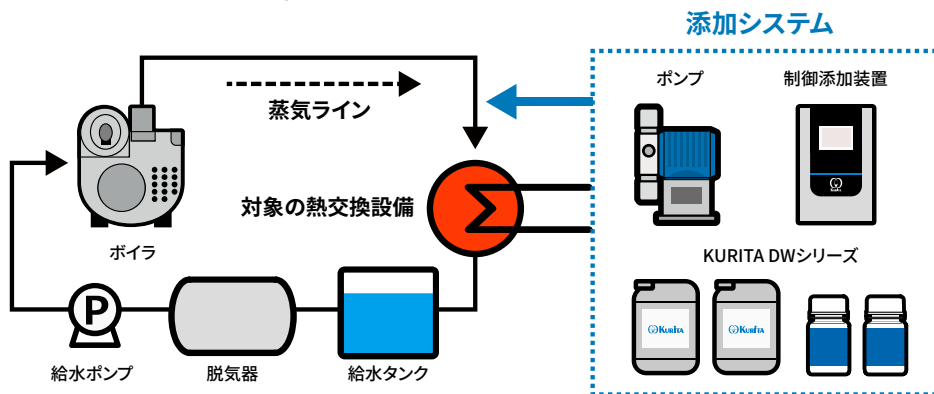 添加システム
ポンプ
制御添加装置
蒸気ライン
対象の熱交換設備
ボイラ
KURITA DWシリーズ
P
KURITA
KURITA
給水ポンプ
脱気器
給水タンク